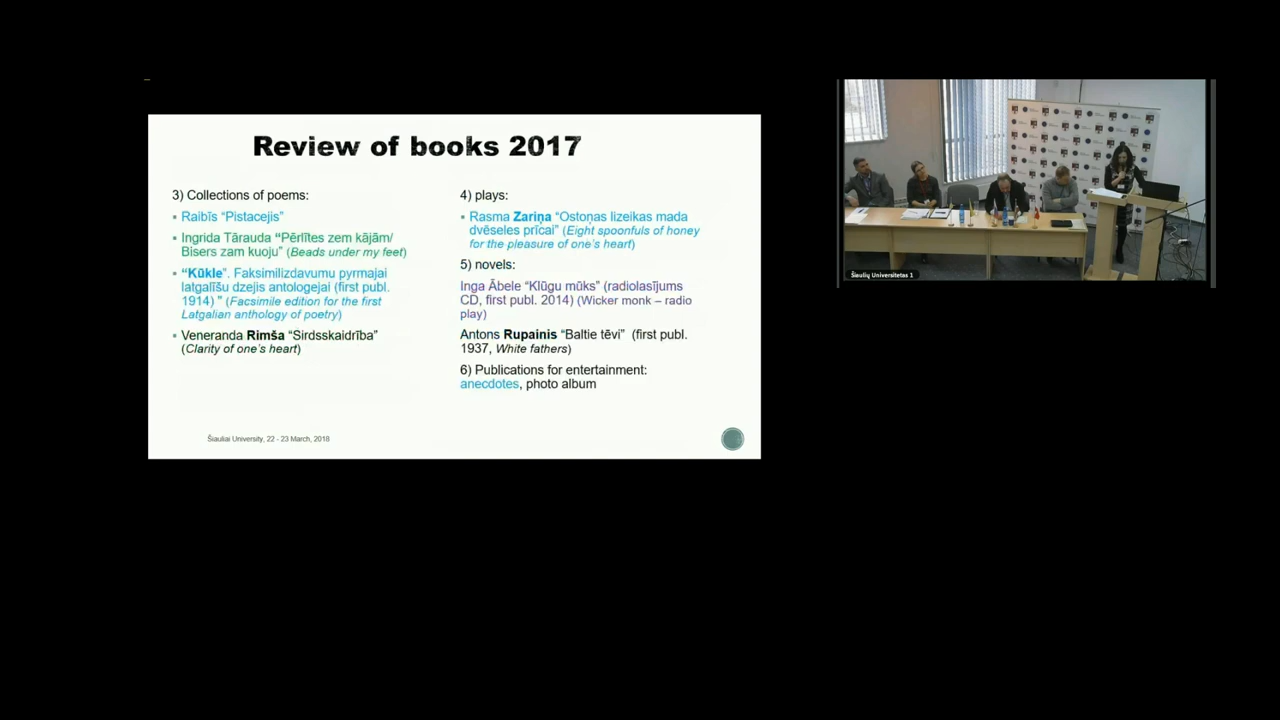 Review of books 2017
3) Collections of poems:
Raibīs “Pistacejis”
Ingrida Tārauda “Pērlītes zem kājām/
Bisers zam kuoju” (Beads under my feet)
“Kūkle”. Faksimilizdavumu pyrmajai
latgalīšu dzejis antologejai (first publ.
1914) ” (Facsimile edition for the first
Latgalian anthology of poetry)
Veneranda Rimša “Sirdsskaidrība”
(Clarity of one’s heart)
4) plays:
Rasma Zariņa “Ostoņas lizeikas mada
dvēseles prīcai” (Eight spoonfuls of honey
for the pleasure of one’s heart)
5) novels:
Inga Ābele “Klūgu mūks” (radiolasījums
CD, first publ. 2014) (Wicker monk – radio
play)
Antons Rupainis “Baltie tēvi” (first publ.
1937, White fathers)
6) Publications for entertainment:
anecdotes, photo album
Šiauliai University, 22 - 23 March, 2018
Šiaulių Universitetas 1